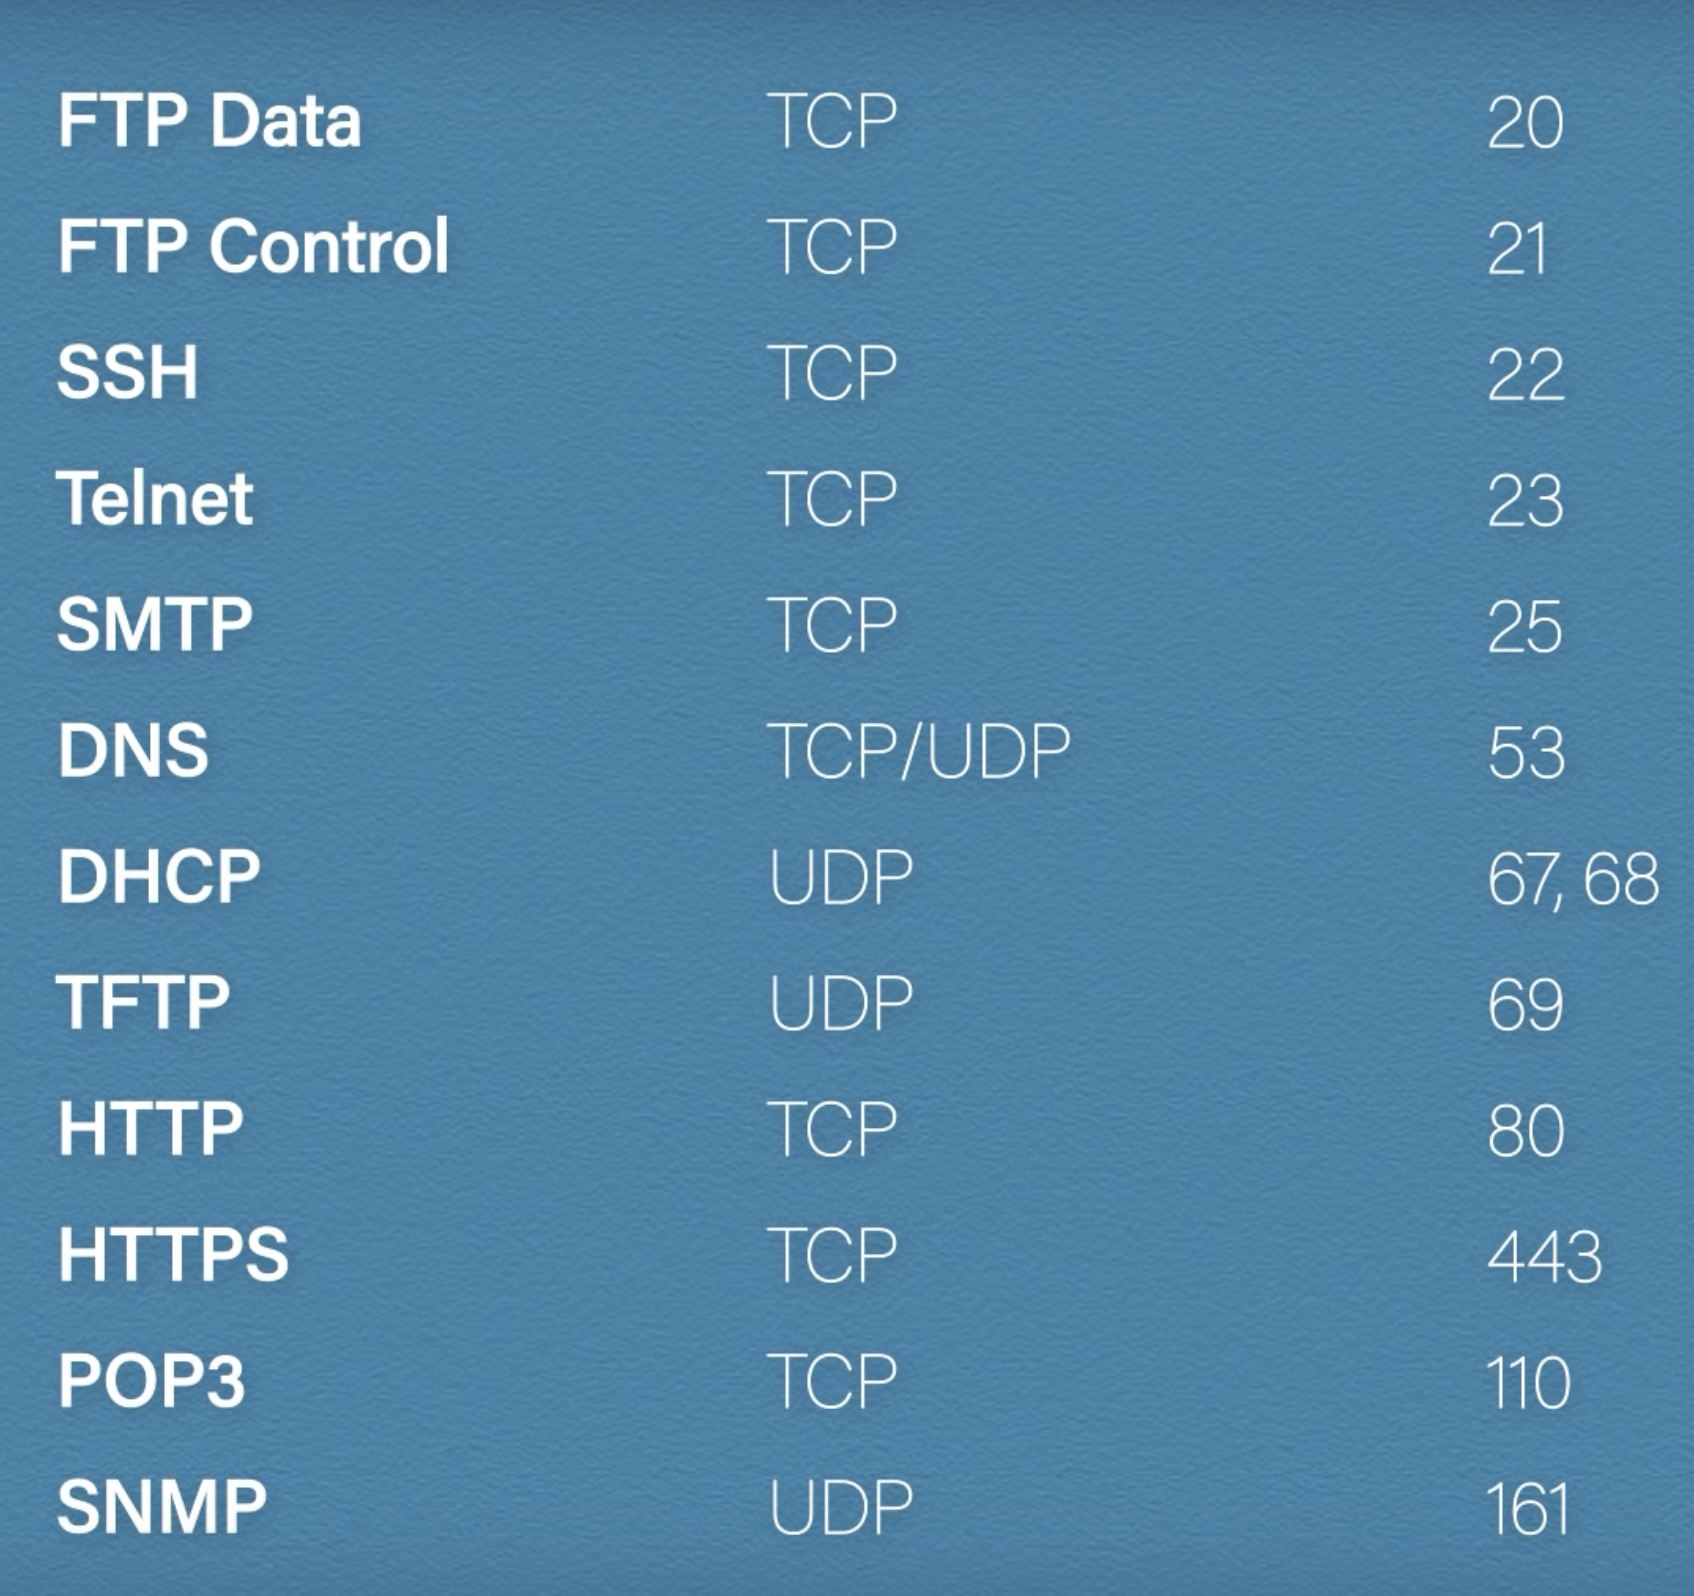 FTP Data TCP 20
FTP Control TCP 21
SSH TCP 22
Telnet TCP 23
SMTP TCP 25
DNS TCP/UDP 53
DHCP UDP 67, 68
TFTP UDP 69
HTTP TCP 80
HTTPS TCP 443
POP3 TCP 110
SNMP UDP 161